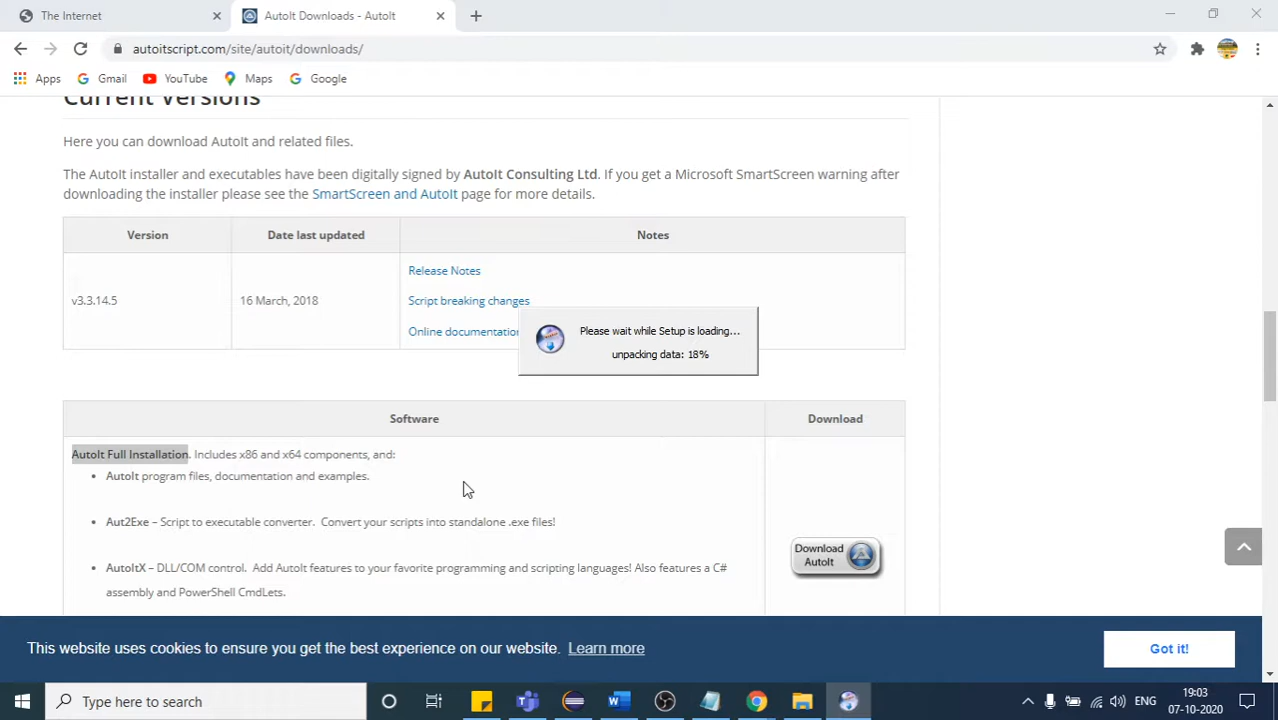 The Internet
AutoIt Downloads - AutoIt
autoitscript.com/site/autoit/downloads/
Apps
Gmail
YouTube
Maps
Google
Current Versions
Here you can download AutoIt and related files.
The AutoIt installer and executables have been digitally signed by AutoIt Consulting Ltd. If you get a Microsoft SmartScreen warning after
downloading the installer please see the SmartScreen and AutoIt page for more details.
Version Date last updated Notes
v3.3.14.5 16 March, 2018
Release Notes
Script breaking changes
Online documentation
Please wait while Setup is loading...
unpacking data: 18%
Software Download
AutoIt Full Installation. Includes x86 and x64 components, and:
• AutoIt program files, documentation and examples.
• Aut2Exe – Script to executable converter. Convert your scripts into standalone .exe files!
• AutoItX – DLL/COM control. Add AutoIt features to your favorite programming and scripting languages! Also features a C#
assembly and PowerShell CmdLets.
Download
AutoIt
This website uses cookies to ensure you get the best experience on our website. Learn more
Got it!
Type here to search
ENG
19:03
07-10-2020